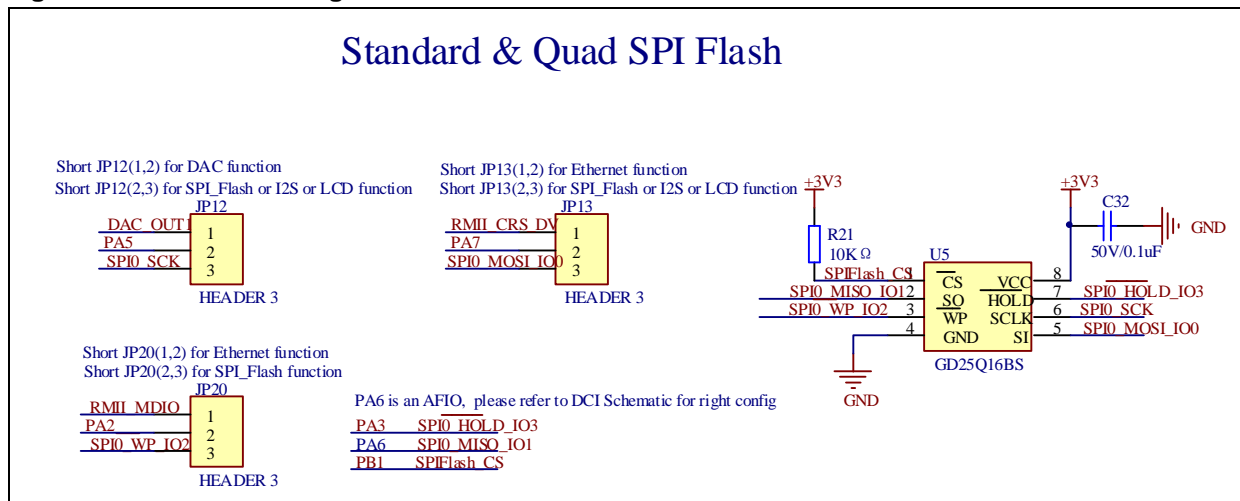 Standard & Quad SPI Flash
Short JP12(1,2) for DAC function
Short JP12(2,3) for SPI_Flash or I2S or LCD function
JP12
DAC_OUT1 1
PA5 2
SPI0_SCK 3
HEADER 3
Short JP13(1,2) for Ethernet function
Short JP13(2,3) for SPI_Flash or I2S or LCD function
JP13
RMII_CRS_DV 1
PA7 2
SPI0_MOSI_IO0 3
HEADER 3
+3V3
R21
10KΩ
+3V3
C32
50V/0.1uF
GND
U5
SPIFlash_CS 1 CS VCC 8
SPI0_MISO_IO1 2 SO HOLD 7 SPI0_HOLD_IO3
SPI0_WP_IO2 3 WP SCLK 6 SPI0_SCK
4 GND SI 5 SPI0_MOSI_IO0
GD25Q16BS
GND
Short JP20(1,2) for Ethernet function
Short JP20(2,3) for SPI_Flash function
JP20
RMII_MDIO 1
PA2 2
SPI0_WP_IO2 3
HEADER 3
PA6 is an AFIO, please refer to DCI Schematic for right config
PA3 SPI0_HOLD_IO3
PA6 SPI0_MISO_IO1
PB1 SPIFlash_CS